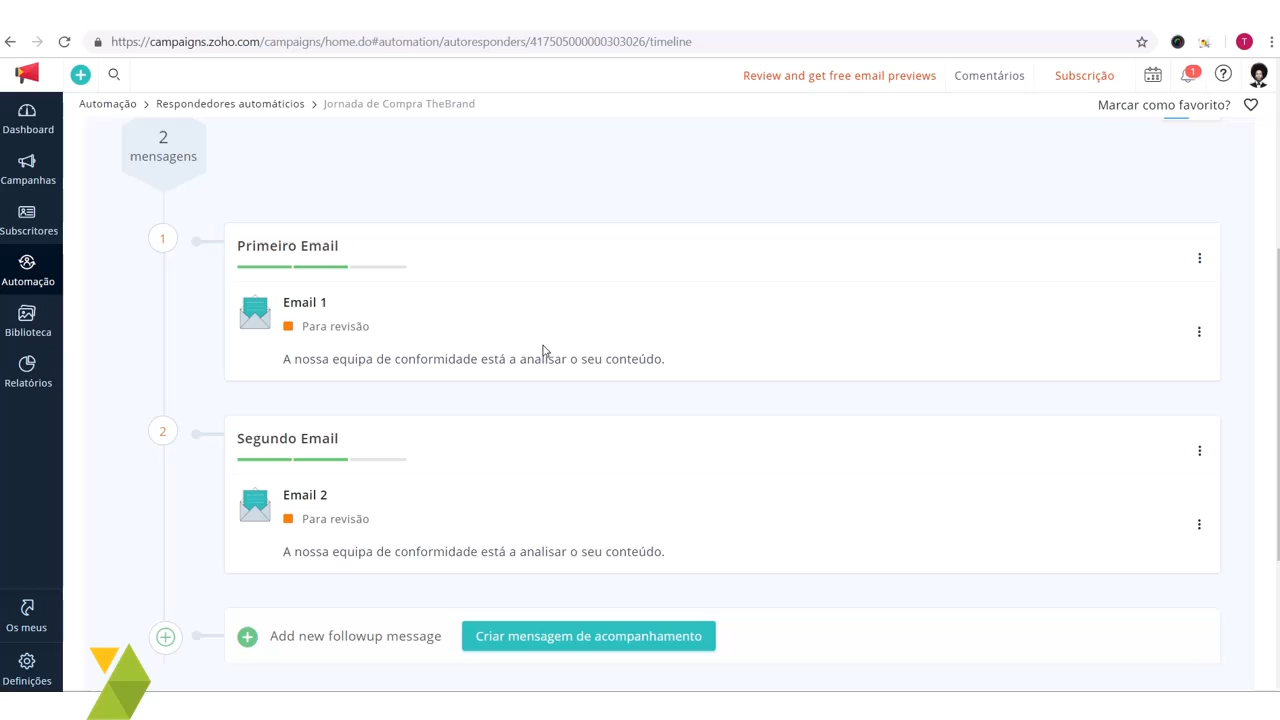 https://campaigns.zoho.com/campaigns/home.do#automation/autoresponders/417505000000303026/timeline
T
Review and get free email previews
Comentários
Subscrição
1
Automação > Respondedores automáticos > Jornada de Compra TheBrand
Marcar como favorito?
Dashboard
Campanhas
Subscritores
Automação
Biblioteca
Relatórios
Os meus
Definições
2
mensagens
1
Primeiro Email
Email 1
Para revisão
A nossa equipa de conformidade está a analisar o seu conteúdo.
2
Segundo Email
Email 2
Para revisão
A nossa equipa de conformidade está a analisar o seu conteúdo.
Add new followup message
Criar mensagem de acompanhamento